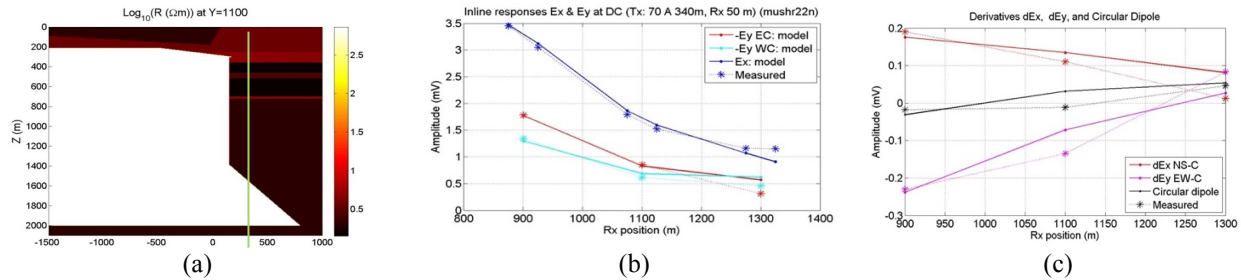 Log10(R (Ωm) at Y=1100
0
200
400
600
800
1000
1200
1400
1600
1800
2000
Z (m)
-1500
-1000
-500
0
500
1000
2.5
2
1.5
1
0.5
(a)
Inline responses Ex & Ey at DC (Tx: 70 A 340m, Rx 50 m) (mushr22n)
3.5
3
2.5
2
1.5
1
0.5
0
Amplitude (mV)
-Ey EC: model
-Ey WC: model
Ex: model
Measured
800
900
1000
1100
1200
1300
1400
Rx position (m)
(b)
Derivatives dEx, dEy, and Circular Dipole
0.3
0.2
0.1
0
-0.1
-0.2
-0.3
Amplitude (mV)
dEx NS-C
dEy EW-C
Circular dipole
Measured
900
950
1000
1050
1100
1150
1200
1250
1300
Rx position (m)
(c)